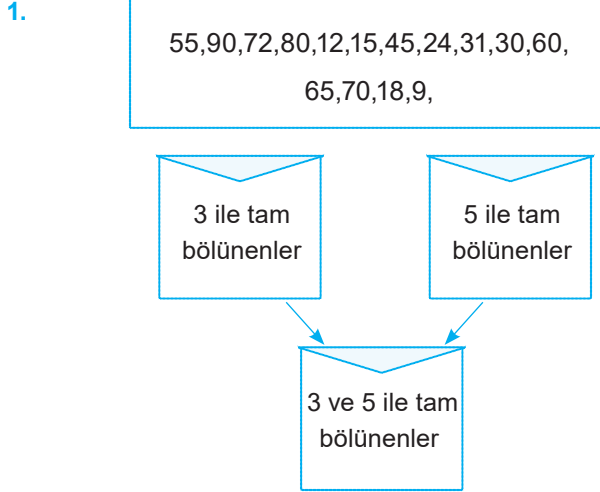 1.
55,90,72,80,12,15,45,24,31,30,60,
65,70,18,9,
3 ile tam
bölünenler
5 ile tam
bölünenler
3 ve 5 ile tam
bölünenler